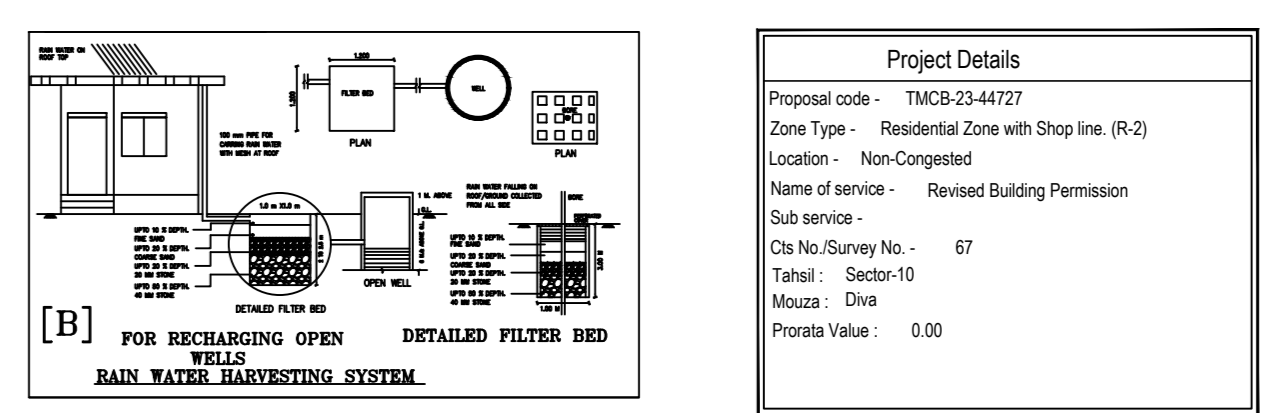 RAIN WATER ON
ROOF TOP
1.200
1.200
FILTER BED
WELL
PLAN
BORE
PLAN
100 mm PIPE FOR
CARRING RAIN WATER
WITH MESH AT ROOF
1.0 m X1.0 m
1 M. ABOVE
G.L.
RAIN WATER FALLING ON
ROOF/GROUND COLLECTED
FROM ALL SIDE
BORE
UPTO 10 % DEPTH.
FINE SAND
UPTO 20 % DEPTH.
COARSE SAND
UPTO 20 % DEPTH.
20 MM STONE
UPTO 50 % DEPTH.
40 MM STONE
OPEN WELL
DETAILED FILTER BED
UPTO 10 % DEPTH.
FINE SAND
UPTO 20 % DEPTH.
COARSE SAND
UPTO 20 % DEPTH.
20 MM STONE
UPTO 50 % DEPTH.
40 MM STONE
3.00 M
1.00 M
[B]
FOR RECHARGING OPEN
WELLS
DETAILED FILTER BED
RAIN WATER HARVESTING SYSTEM
Project Details
Proposal code - TMCB-23-44727
Zone Type - Residential Zone with Shop line. (R-2)
Location - Non-Congested
Name of service - Revised Building Permission
Sub service -
Cts No./Survey No. - 67
Tahsil : Sector-10
Mouza : Diva
Prorata Value : 0.00